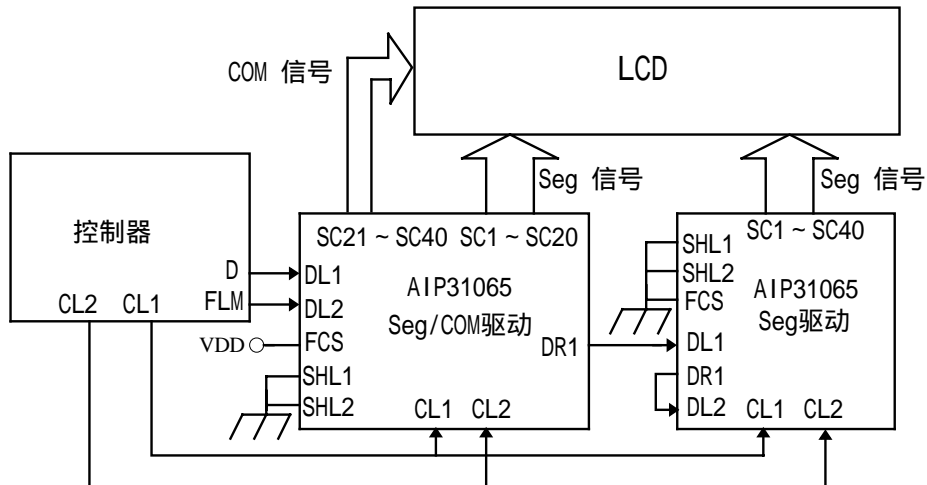 LCD
COM 信号
Seg 信号
Seg 信号
控制器
D
FLM
CL2
CL1
VDD
SC21 ~ SC40
SC1 ~ SC20
DL1
DL2
AIP31065
Seg/COM驱动
FCS
SHL1
SHL2
DR1
CL1
CL2
SC1 ~ SC40
SHL1
SHL2
FCS
AIP31065
Seg驱动
DL1
DR1
DL2
CL1
CL2